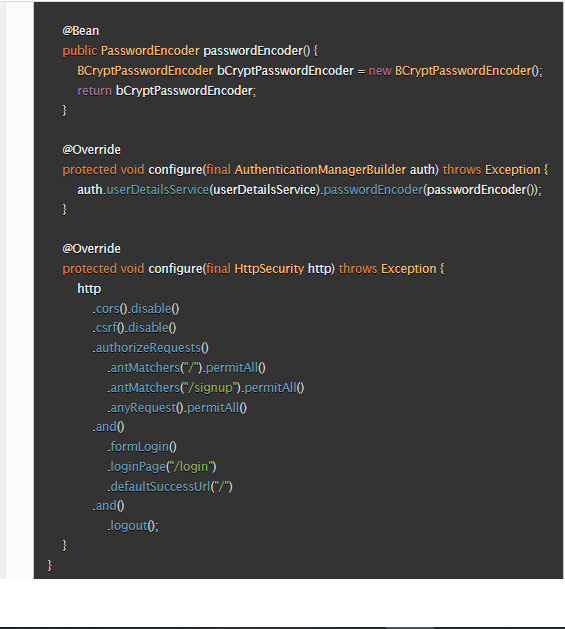 @Bean
public PasswordEncoder passwordEncoder() {
BCryptPasswordEncoder bCryptPasswordEncoder = new BCryptPasswordEncoder();
return bCryptPasswordEncoder;
}
@Override
protected void configure(final AuthenticationManagerBuilder auth) throws Exception {
auth.userDetailsService(userDetailsService).passwordEncoder(passwordEncoder());
}
@Override
protected void configure(final HttpSecurity http) throws Exception {
http
.cors().disable()
.csrf().disable()
.authorizeRequests()
.antMatchers("/").permitAll()
.antMatchers("/signup").permitAll()
.anyRequest().permitAll()
.and()
.formLogin()
.loginPage("/login")
.defaultSuccessUrl("/")
.and()
.logout();
}
}